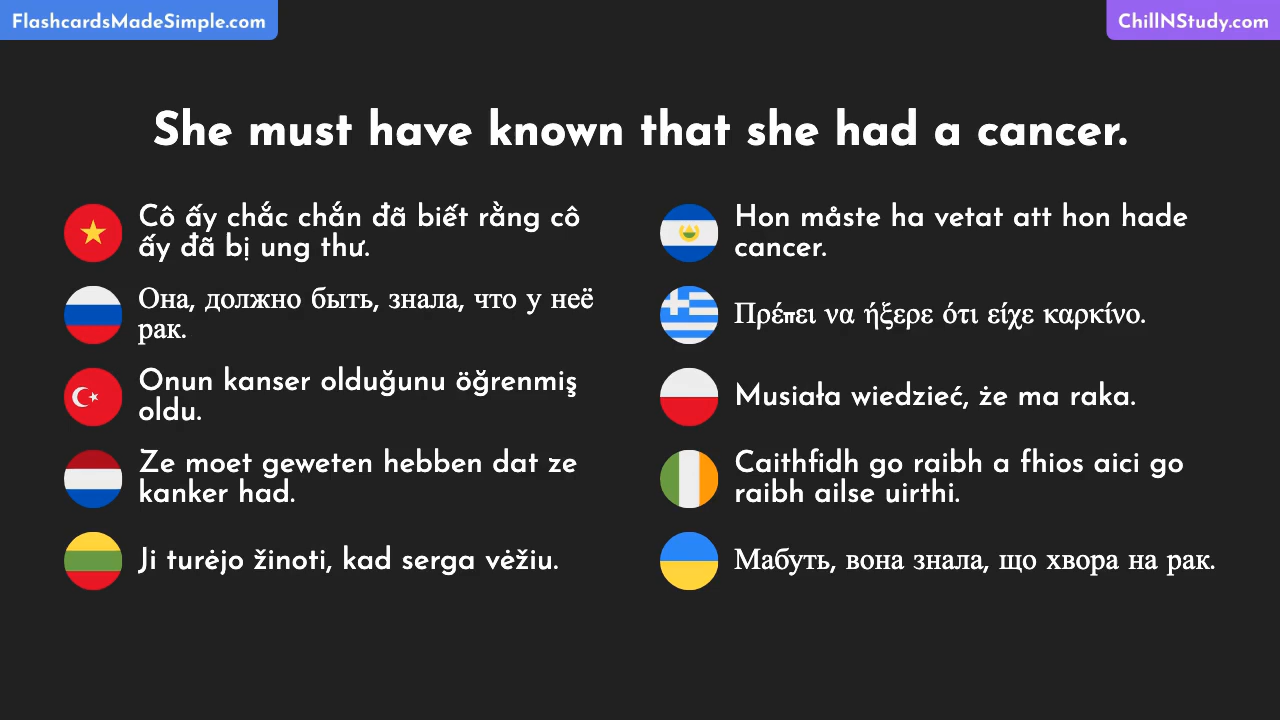 FlashcardsMadeSimple.com
ChillNStudy.com
She must have known that she had a cancer.
Cô ấy chắc chắn đã biết rằng cô
ấy đã bị ung thư.
Она, должно быть, знала, что у неё
рак.
Onun kanser olduğunu öğrenmiş
oldu.
Ze moet geweten hebben dat ze
kanker had.
Ji turėjo žinoti, kad serga vėžiu.
Hon måste ha vetat att hon hade
cancer.
Πρέπει να ήξερε ότι είχε καρκίνο.
Musiała wiedzieć, że ma raka.
Caithfidh go raibh a fhios aici go
raibh ailse uirthi.
Мабуть, вона знала, що хвора на рак.